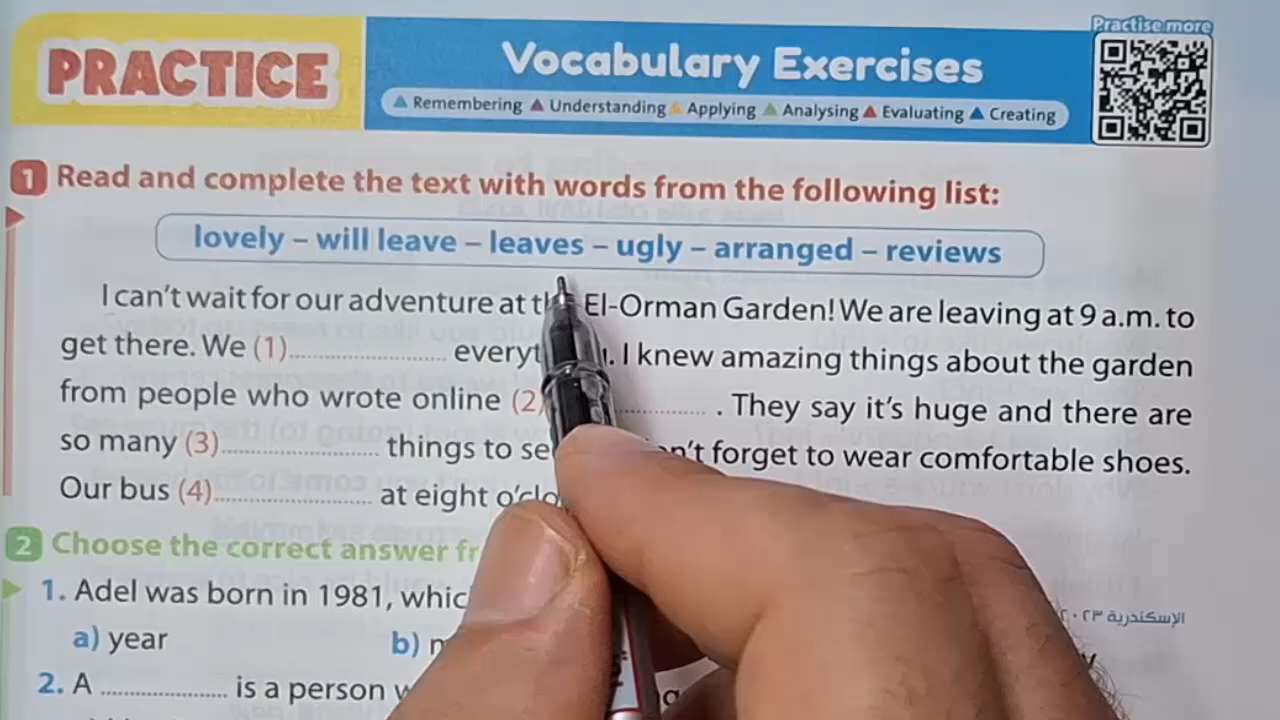 PRACTICE
Vocabulary Exercises
Practise more
Remembering Understanding Applying Analysing Evaluating Creating
1 Read and complete the text with words from the following list:
lovely – will leave – leaves – ugly – arranged – reviews
I can't wait for our adventure at El-Orman Garden! We are leaving at 9 a.m. to
get there. We (1).................... I knew amazing things about the garden
from people who wrote online (2) ............. . They say it's huge and there are
so many (3).................... things to forget to wear comfortable shoes.
Our bus (4).................... at eight
2 Choose the correct answer
1. Adel was born in 1981,
الإسكندرية ٢٠٢٣
a) year b)
2. A .................... is a person